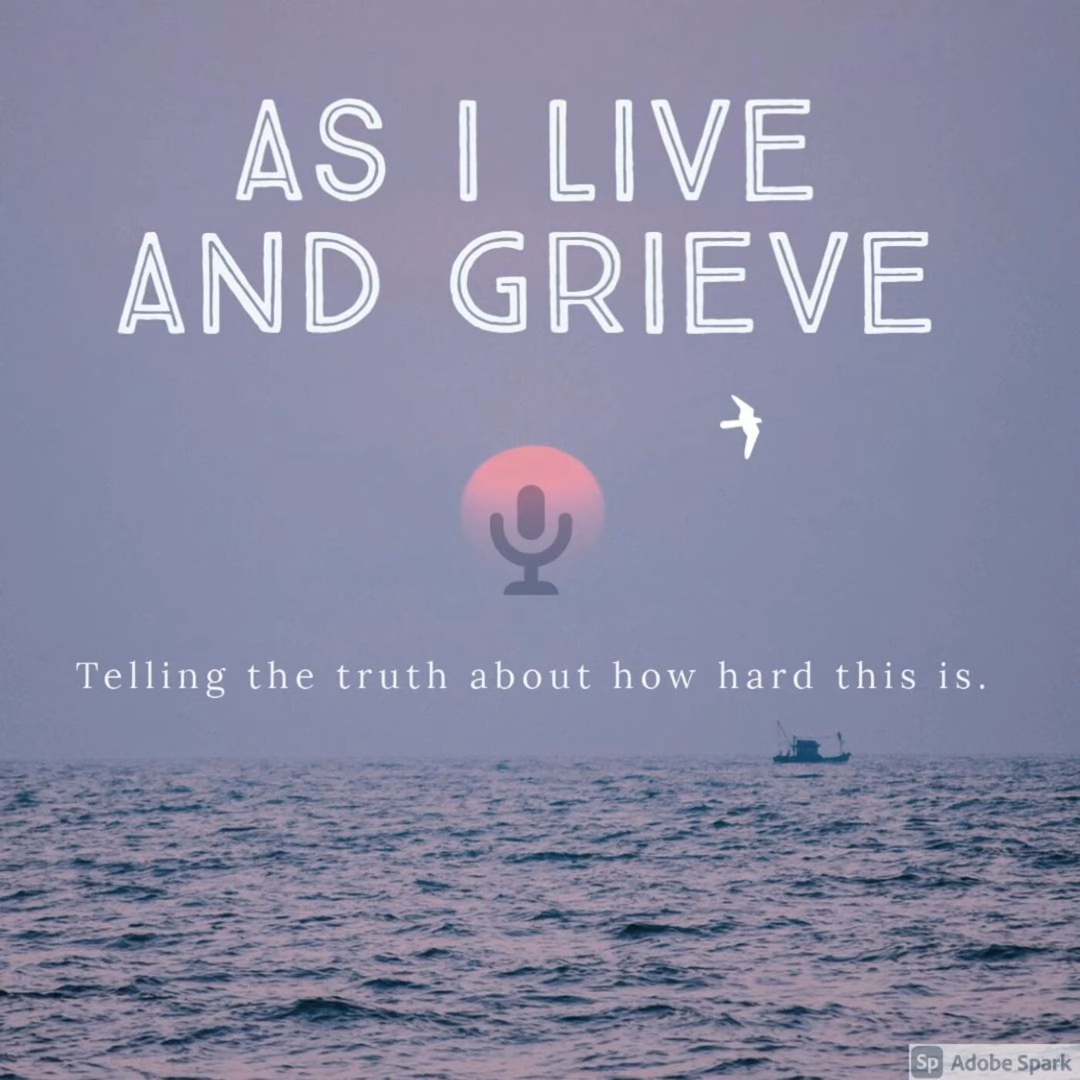 AS I LIVE
AND GRIEVE
Telling the truth about how hard this is.
Sp Adobe Spark